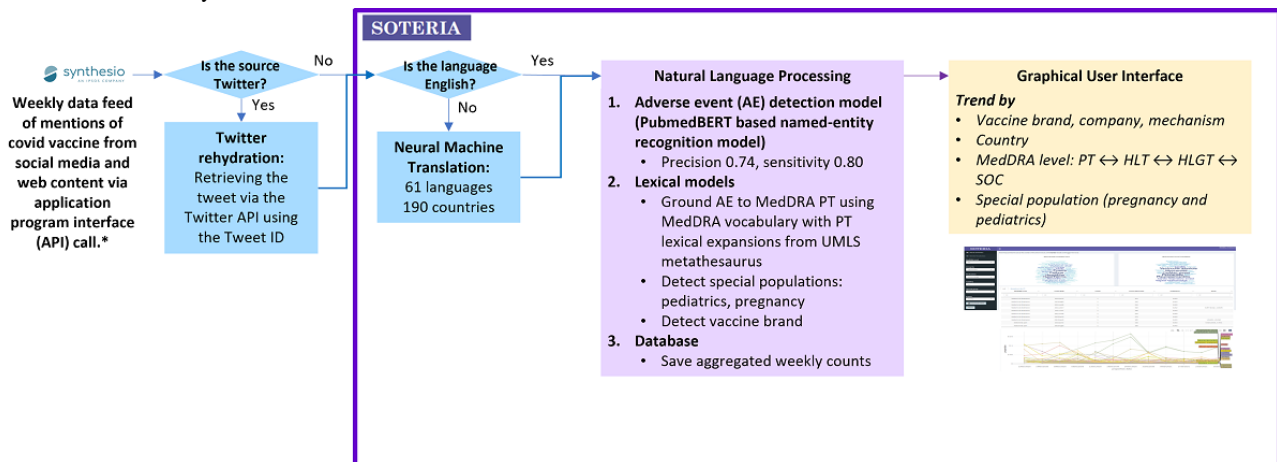 SOTERIA
synthesio
AN IPSOS COMPANY
Weekly data feed
of mentions of
covid vaccine from
social media and
web content via
application
program interface
(API) call.*
Is the source
Twitter?
No
Yes
Twitter
rehydration:
Retrieving the
tweet via the
Twitter API using
the Tweet ID
Is the language
English?
Yes
No
Neural Machine
Translation:
61 languages
190 countries
Natural Language Processing
1. Adverse event (AE) detection model
(PubmedBERT based named-entity
recognition model)
• Precision 0.74, sensitivity 0.80
2. Lexical models
• Ground AE to MedDRA PT using
MedDRA vocabulary with PT
lexical expansions from UMLS
metathesaurus
• Detect special populations:
pediatrics, pregnancy
• Detect vaccine brand
3. Database
• Save aggregated weekly counts
Graphical User Interface
Trend by
• Vaccine brand, company, mechanism
• Country
• MedDRA level: PT ↔ HLT ↔ HLGT ↔
SOC
• Special population (pregnancy and
pediatrics)